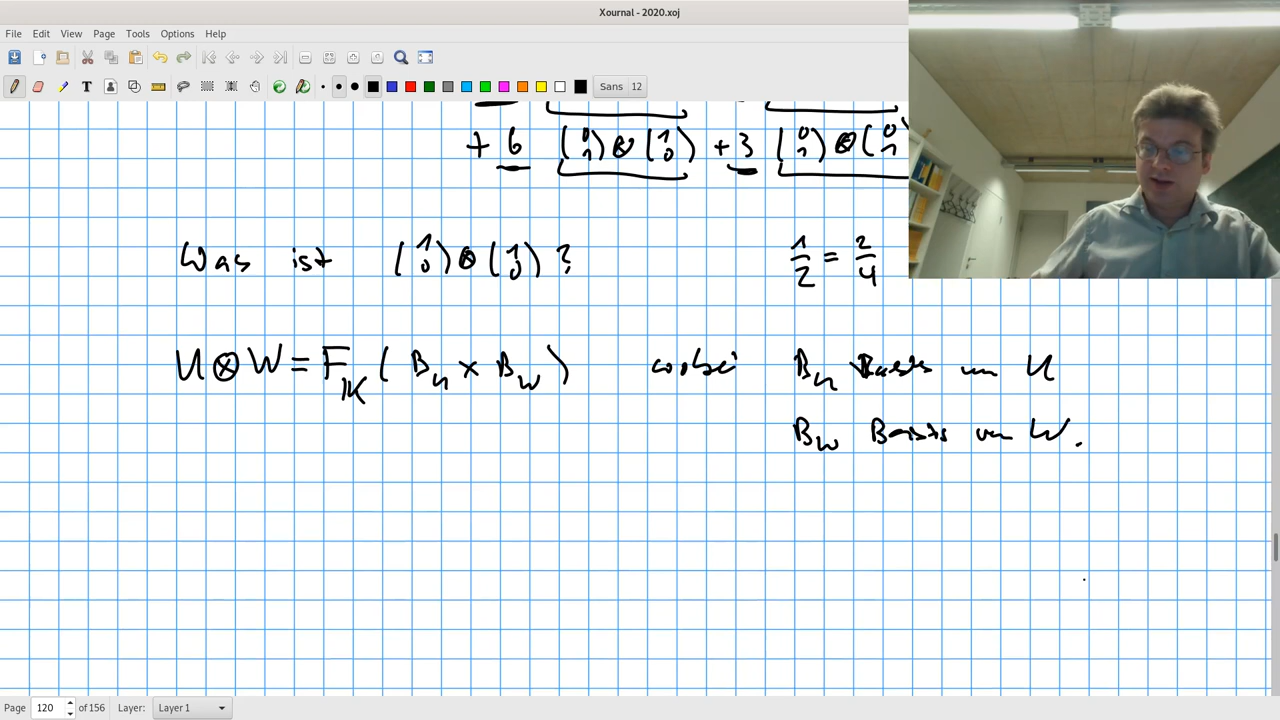 Xournal - 2020.xoj
File Edit View Page Tools Options Help
Sans 12
+ 6 (0 1) ⊗ (1 0) + 3 (0 1) ⊗ (0 1
Was ist (1 0) ⊗ (1 0) ? 1/2 = 2/4
U ⊗ W = F_K ( B_U × B_W ) wobei B_U Basis von U
B_W Basis von W.
Page 120 of 156 Layer: Layer 1